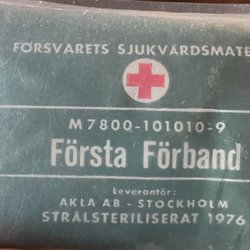 FÖRSVARETS SJUKVÅRDSMATE
M7800-101010-9
Första Förband
Leverantör:
AKLA AB - STOCKHOLM
STRÅLSTERILISERAT 1976